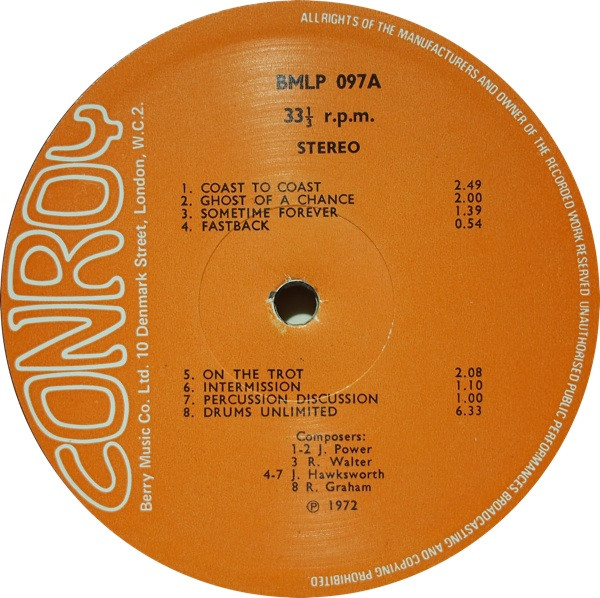 CONROY
Berry Music Co. Ltd. 10 Denmark Street, London, W.C.2.
ALL RIGHTS OF THE MANUFACTURERS AND OWNER OF THE RECORDED WORK RESERVED UNAUTHORISED PUBLIC PERFORMANCES, BROADCASTING AND COPYING PROHIBITED.
BMLP 097A
33⅓ r.p.m.
STEREO
1. COAST TO COAST 2.49
2. GHOST OF A CHANCE 2.00
3. SOMETIME FOREVER 1.39
4. FASTBACK 0.54
5. ON THE TROT 2.08
6. INTERMISSION 1.10
7. PERCUSSION DISCUSSION 1.00
8. DRUMS UNLIMITED 6.33
Composers:
1-2 J. Power
3 R. Walter
4-7 J. Hawksworth
8 R. Graham
℗ 1972